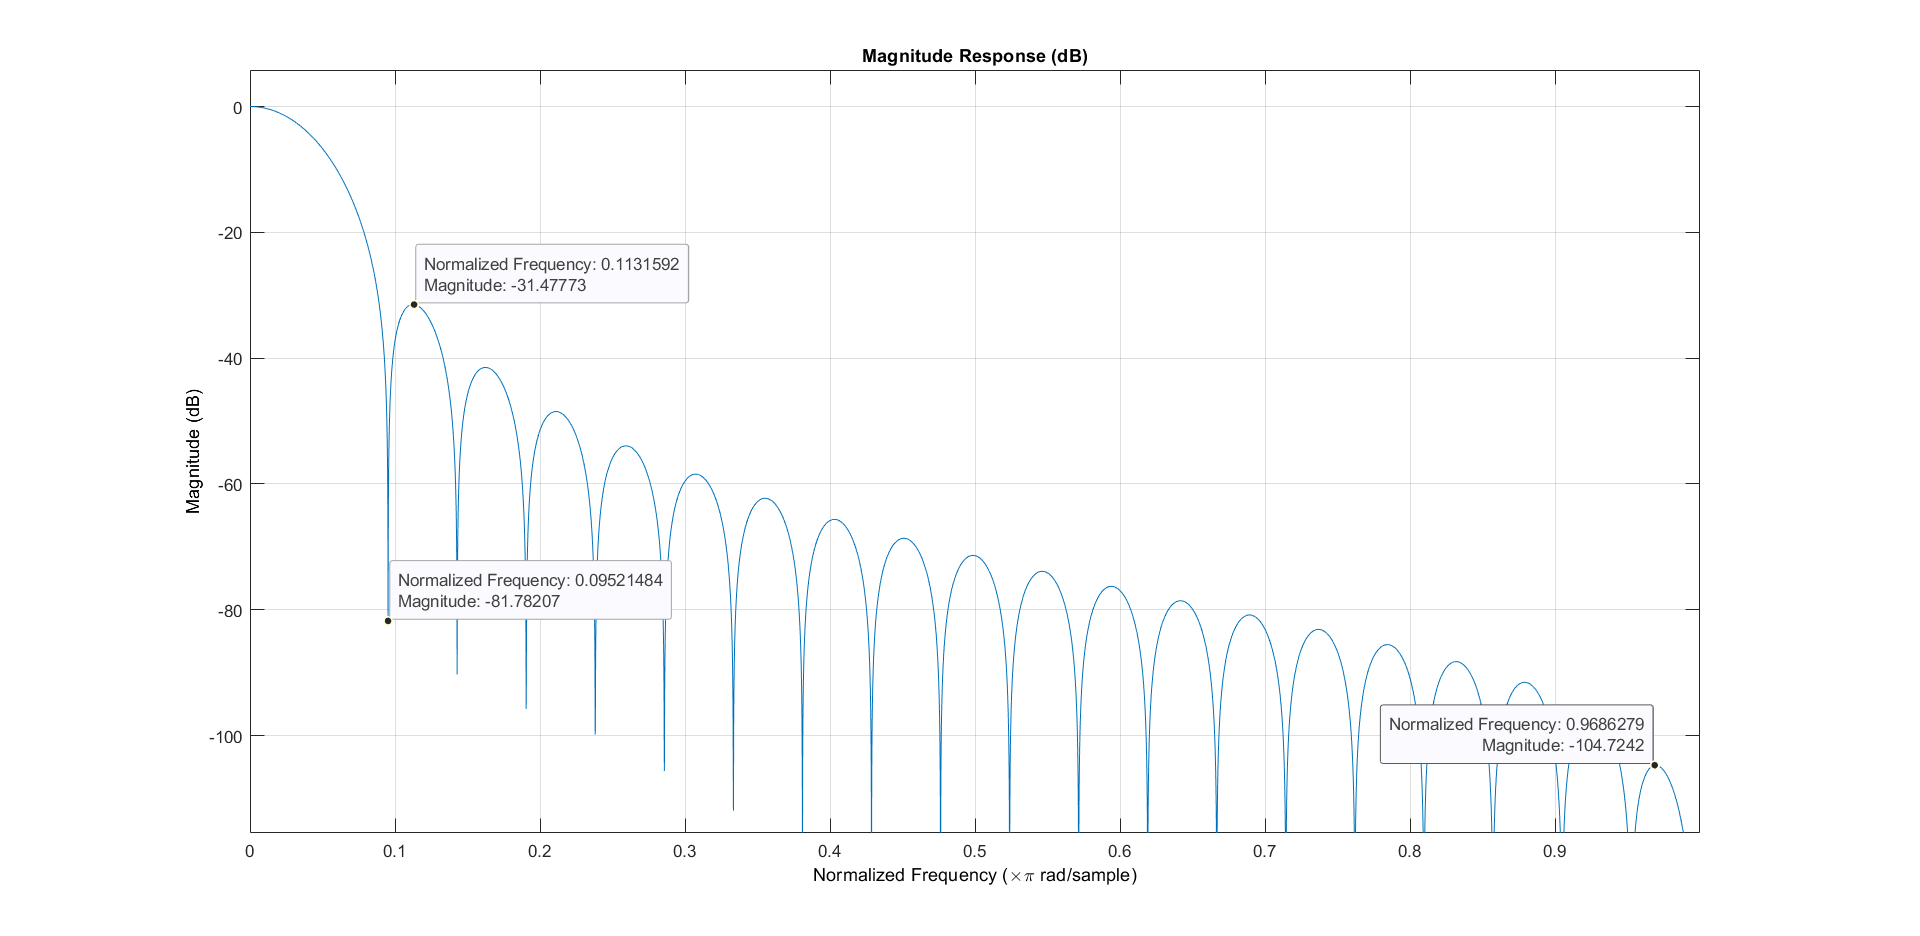 Magnitude Response (dB)
0
-20
-40
-60
-80
-100
Magnitude (dB)
Normalized Frequency: 0.1131592
Magnitude: -31.47773
Normalized Frequency: 0.09521484
Magnitude: -81.78207
Normalized Frequency: 0.9686279
Magnitude: -104.7242
0 0.1 0.2 0.3 0.4 0.5 0.6 0.7 0.8 0.9
Normalized Frequency (×π rad/sample)